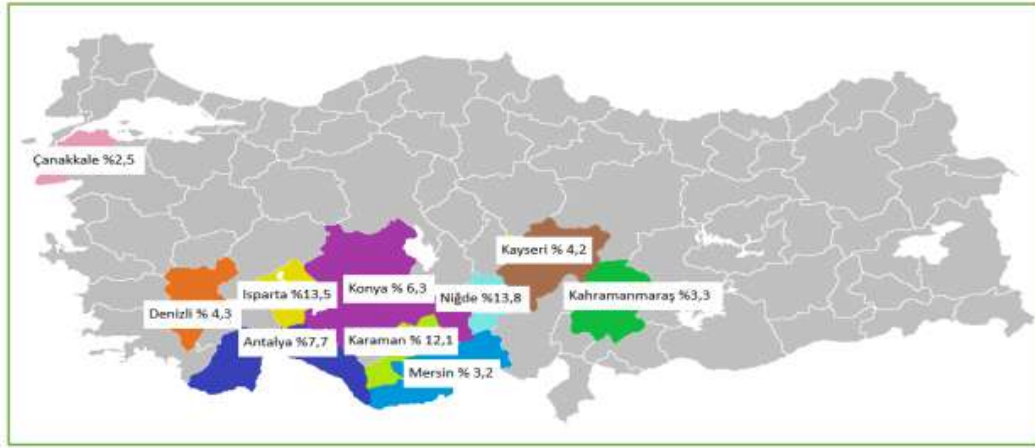 Çanakkale %2,5
Kayseri % 4,2
Isparta %13,5
Konya % 6,3
Niğde %13,8
Kahramanmaraş %3,3
Denizli % 4,3
Antalya %7,7
Karaman % 12,1
Mersin % 3,2